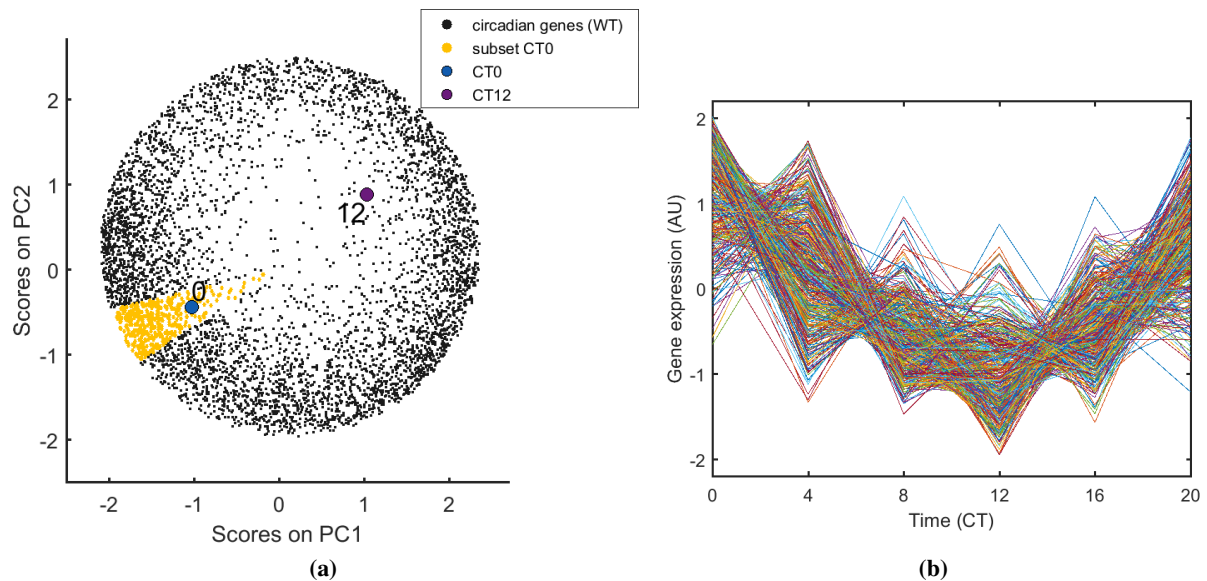 circadian genes (WT)
subset CT0
CT0
CT12
2
1
0
-1
-2
Scores on PC2
12
0
-2
-1
0
1
2
Scores on PC1
(a)
2
1
0
-1
-2
Gene expression (AU)
0
4
8
12
16
20
Time (CT)
(b)